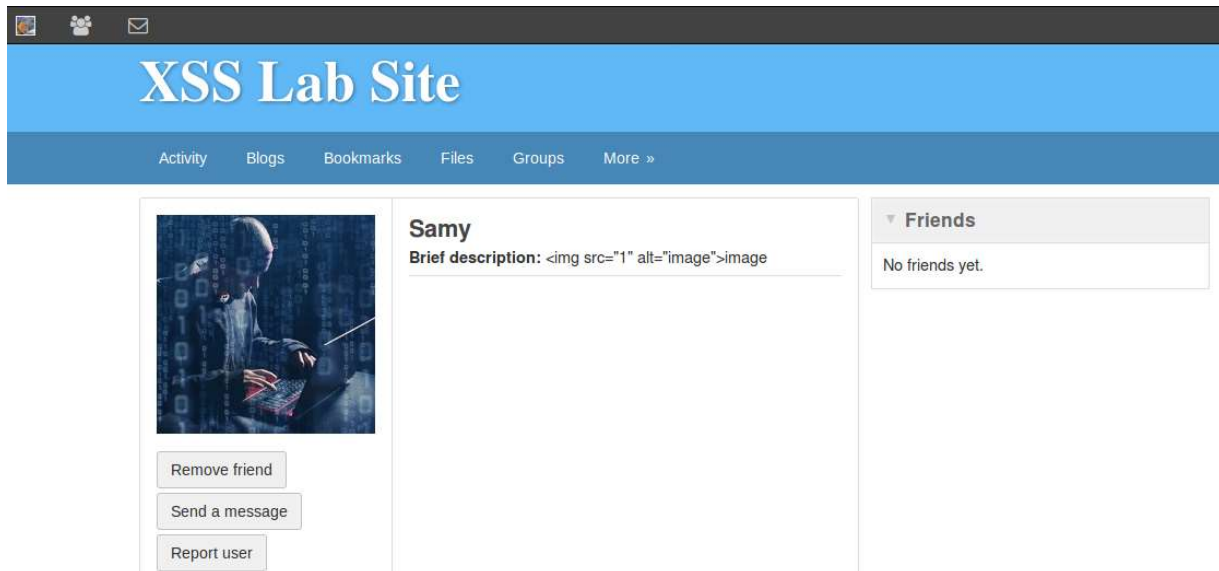 XSS Lab Site
Activity Blogs Bookmarks Files Groups More »
Samy
Brief description: <img src="1" alt="image">image
Remove friend
Send a message
Report user
Friends
No friends yet.